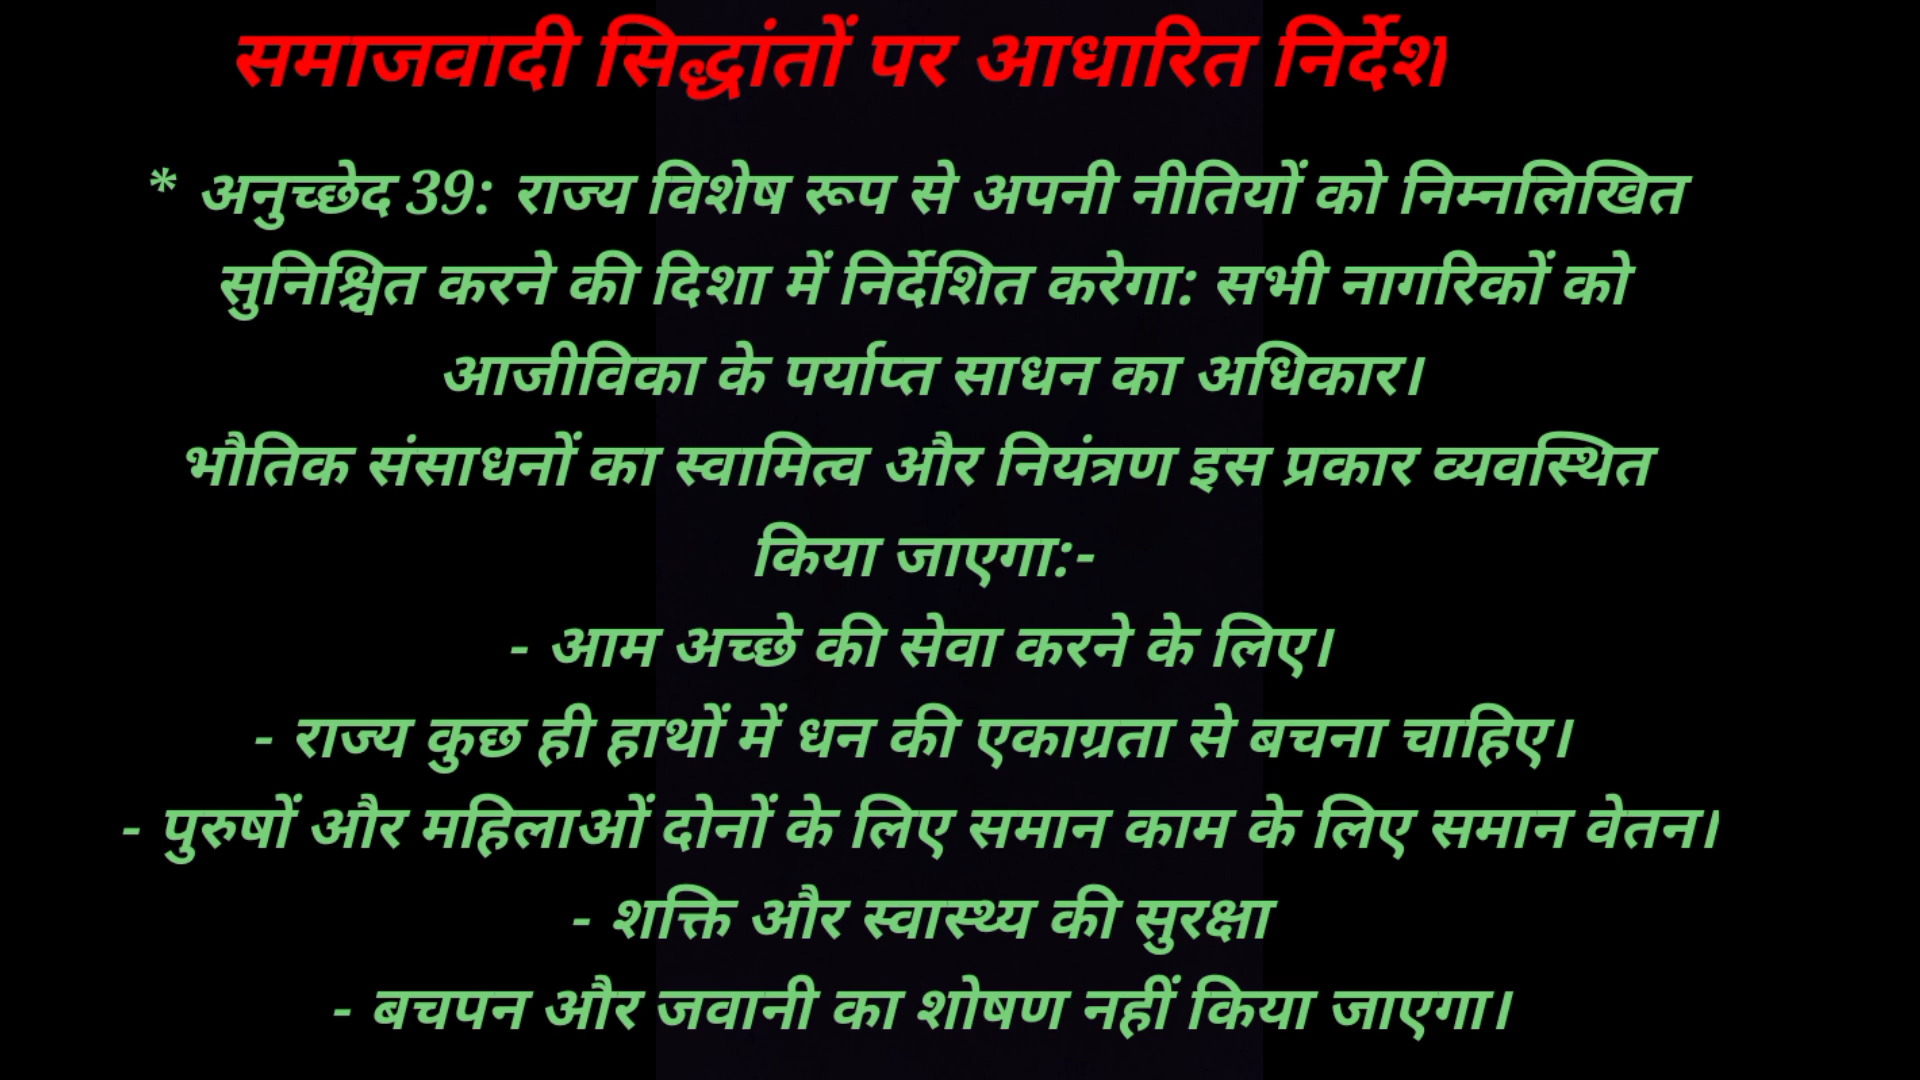 समाजवादी सिद्धांतों पर आधारित निर्देश
* अनुच्छेद 39: राज्य विशेष रूप से अपनी नीतियों को निम्नलिखित
सुनिश्चित करने की दिशा में निर्देशित करेगा: सभी नागरिकों को
आजीविका के पर्याप्त साधन का अधिकार।
भौतिक संसाधनों का स्वामित्व और नियंत्रण इस प्रकार व्यवस्थित
किया जाएगा:-
- आम अच्छे की सेवा करने के लिए।
- राज्य कुछ ही हाथों में धन की एकाग्रता से बचना चाहिए।
- पुरुषों और महिलाओं दोनों के लिए समान काम के लिए समान वेतन।
- शक्ति और स्वास्थ्य की सुरक्षा
- बचपन और जवानी का शोषण नहीं किया जाएगा।